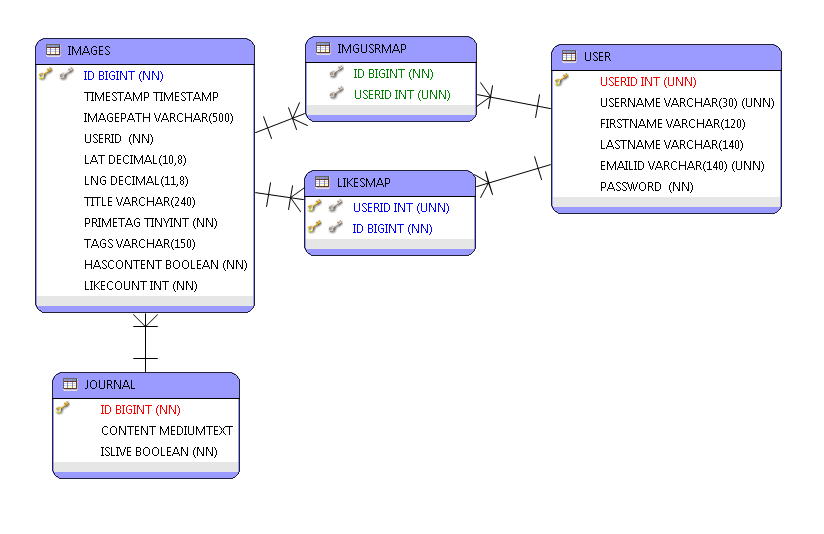 IMAGES
ID BIGINT (NN)
TIMESTAMP TIMESTAMP
IMAGEPATH VARCHAR(500)
USERID (NN)
LAT DECIMAL(10,8)
LNG DECIMAL(11,8)
TITLE VARCHAR(240)
PRIMETAG TINYINT (NN)
TAGS VARCHAR(150)
HASCONTENT BOOLEAN (NN)
LIKECOUNT INT (NN)
IMGUSRMAP
ID BIGINT (NN)
USERID INT (UNN)
USER
USERID INT (UNN)
USERNAME VARCHAR(30) (UNN)
FIRSTNAME VARCHAR(120)
LASTNAME VARCHAR(140)
EMAILID VARCHAR(140) (UNN)
PASSWORD (NN)
LIKESMAP
USERID INT (UNN)
ID BIGINT (NN)
JOURNAL
ID BIGINT (NN)
CONTENT MEDIUMTEXT
ISLIVE BOOLEAN (NN)